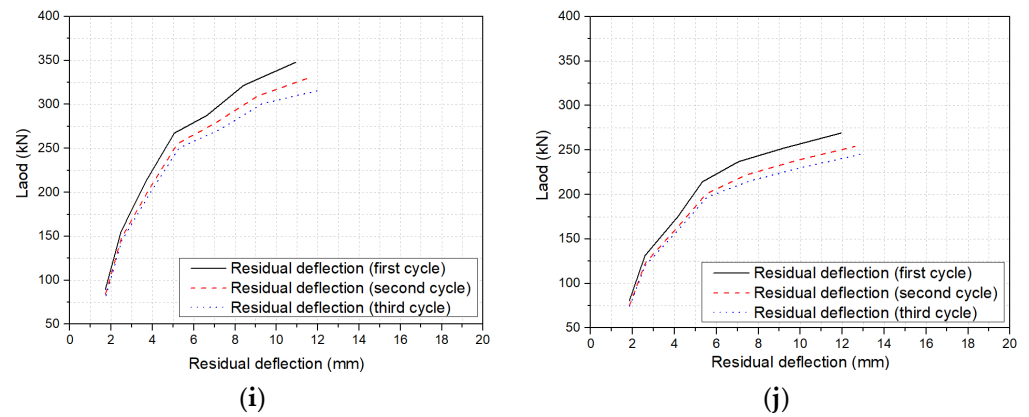 400
350
300
250
200
150
100
50
Laod (kN)
Residual deflection (first cycle)
Residual deflection (second cycle)
Residual deflection (third cycle)
0 2 4 6 8 10 12 14 16 18 20
Residual deflection (mm)
(i)
400
350
300
250
200
150
100
50
Laod (kN)
Residual deflection (first cycle)
Residual deflection (second cycle)
Residual deflection (third cycle)
0 2 4 6 8 10 12 14 16 18 20
Residual deflection (mm)
(j)